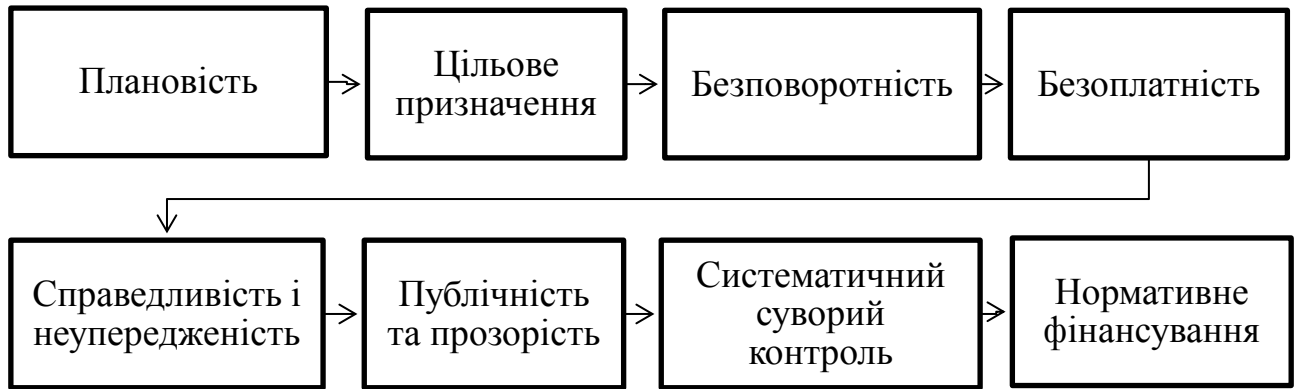 Плановість
Цільове
призначення
Безповоротність
Безоплатність
Справедливість і
неупередженість
Публічність
та прозорість
Систематичний
суворий
контроль
Нормативне
фінансування